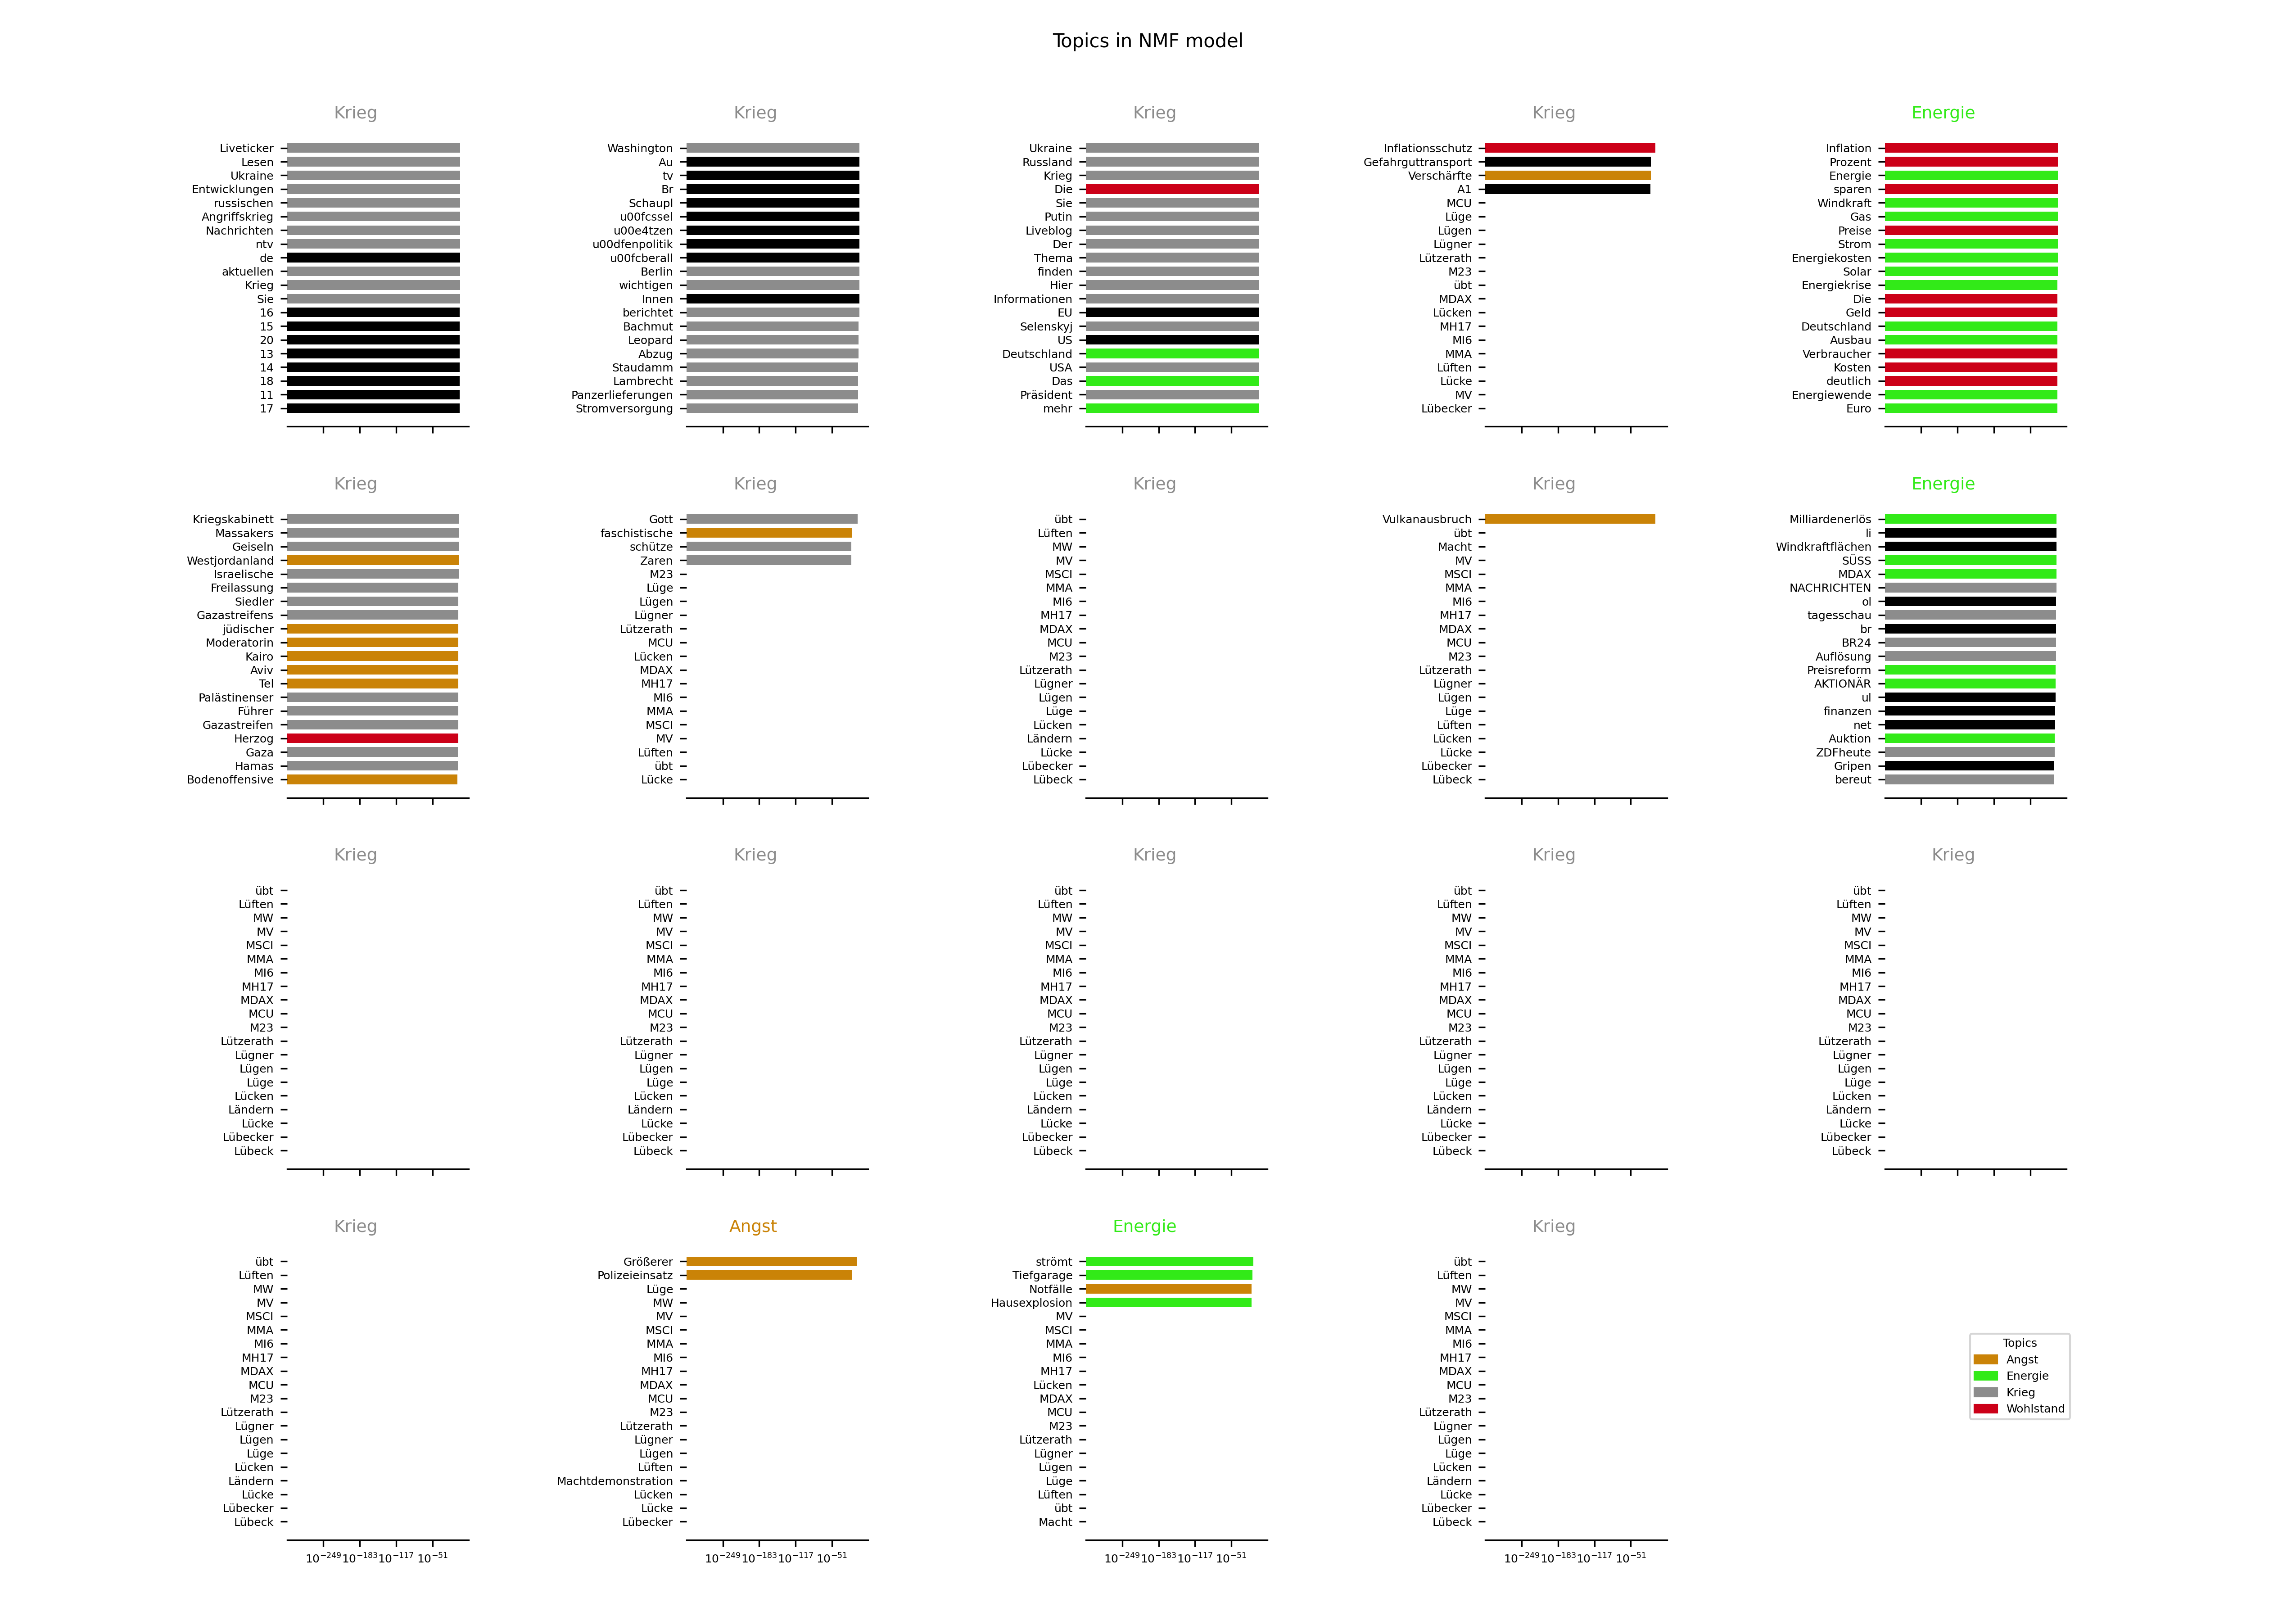 Topics in NMF model
Krieg
Liveticker
Lesen
Ukraine
Entwicklungen
russischen
Angriffskrieg
Nachrichten
ntv
de
aktuellen
Krieg
Sie
16
15
20
13
14
18
11
17
Krieg
Washington
Au
tv
Br
Schaupl
u00fcssel
u00e4tzen
u00dfenpolitik
u00fcberall
Berlin
wichtigen
Innen
berichtet
Bachmut
Leopard
Abzug
Staudamm
Lambrecht
Panzerlieferungen
Stromversorgung
Krieg
Ukraine
Russland
Krieg
Die
Sie
Putin
Liveblog
Der
Thema
finden
Hier
Informationen
EU
Selenskyj
US
Deutschland
USA
Das
Präsident
mehr
Krieg
Inflationsschutz
Gefahrguttransport
Verschärfte
A1
MCU
Lüge
Lügen
Lügner
Lützerath
M23
übt
MDAX
Lücken
MH17
MI6
MMA
Lüften
Lücke
MV
Lübecker
Energie
Inflation
Prozent
Energie
sparen
Windkraft
Gas
Preise
Strom
Energiekosten
Solar
Energiekrise
Die
Geld
Deutschland
Ausbau
Verbraucher
Kosten
deutlich
Energiewende
Euro
Krieg
Kriegskabinett
Massakers
Geiseln
Westjordanland
Israelische
Freilassung
Siedler
Gazastreifens
jüdischer
Moderatorin
Kairo
Aviv
Tel
Palästinenser
Führer
Gazastreifen
Herzog
Gaza
Hamas
Bodenoffensive
Krieg
Gott
faschistische
schütze
Zaren
M23
Lüge
Lügen
Lügner
Lützerath
MCU
Lücken
MDAX
MH17
MI6
MMA
MSCI
MV
Lüften
übt
Lücke
Krieg
übt
Lüften
MW
MV
MSCI
MMA
MI6
MH17
MDAX
MCU
M23
Lützerath
Lügner
Lügen
Lüge
Lücken
Ländern
Lücke
Lübecker
Lübeck
Krieg
Vulkanausbruch
übt
Macht
MV
MSCI
MMA
MI6
MH17
MDAX
MCU
M23
Lützerath
Lügner
Lügen
Lüge
Lüften
Lücken
Lücke
Lübecker
Lübeck
Energie
Milliardenerlös
li
Windkraftflächen
SÜSS
MDAX
NACHRICHTEN
ol
tagesschau
br
BR24
Auflösung
Preisreform
AKTIONÄR
ul
finanzen
net
Auktion
ZDFheute
Gripen
bereut
Krieg
übt
Lüften
MW
MV
MSCI
MMA
MI6
MH17
MDAX
MCU
M23
Lützerath
Lügner
Lügen
Lüge
Lücken
Ländern
Lücke
Lübecker
Lübeck
Krieg
übt
Lüften
MW
MV
MSCI
MMA
MI6
MH17
MDAX
MCU
M23
Lützerath
Lügner
Lügen
Lüge
Lücken
Ländern
Lücke
Lübecker
Lübeck
Krieg
übt
Lüften
MW
MV
MSCI
MMA
MI6
MH17
MDAX
MCU
M23
Lützerath
Lügner
Lügen
Lüge
Lücken
Ländern
Lücke
Lübecker
Lübeck
Krieg
übt
Lüften
MW
MV
MSCI
MMA
MI6
MH17
MDAX
MCU
M23
Lützerath
Lügner
Lügen
Lüge
Lücken
Ländern
Lücke
Lübecker
Lübeck
Krieg
übt
Lüften
MW
MV
MSCI
MMA
MI6
MH17
MDAX
MCU
M23
Lützerath
Lügner
Lügen
Lüge
Lücken
Ländern
Lücke
Lübecker
Lübeck
Krieg
übt
Lüften
MW
MV
MSCI
MMA
MI6
MH17
MDAX
MCU
M23
Lützerath
Lügner
Lügen
Lüge
Lücken
Ländern
Lücke
Lübecker
Lübeck
10⁻²⁴⁹ 10⁻¹⁸³ 10⁻¹¹⁷ 10⁻⁵¹
Angst
Größerer
Polizeieinsatz
Lüge
MW
MV
MSCI
MMA
MI6
MH17
MDAX
MCU
M23
Lützerath
Lügner
Lügen
Lüften
Machtdemonstration
Lücken
Lücke
Lübecker
10⁻²⁴⁹ 10⁻¹⁸³ 10⁻¹¹⁷ 10⁻⁵¹
Energie
strömt
Tiefgarage
Notfälle
Hausexplosion
MV
MSCI
MMA
MI6
MH17
Lücken
MDAX
MCU
M23
Lützerath
Lügner
Lügen
Lüge
Lüften
übt
Macht
10⁻²⁴⁹ 10⁻¹⁸³ 10⁻¹¹⁷ 10⁻⁵¹
Krieg
übt
Lüften
MW
MV
MSCI
MMA
MI6
MH17
MDAX
MCU
M23
Lützerath
Lügner
Lügen
Lüge
Lücken
Ländern
Lücke
Lübecker
Lübeck
10⁻²⁴⁹ 10⁻¹⁸³ 10⁻¹¹⁷ 10⁻⁵¹
Topics
Angst
Energie
Krieg
Wohlstand